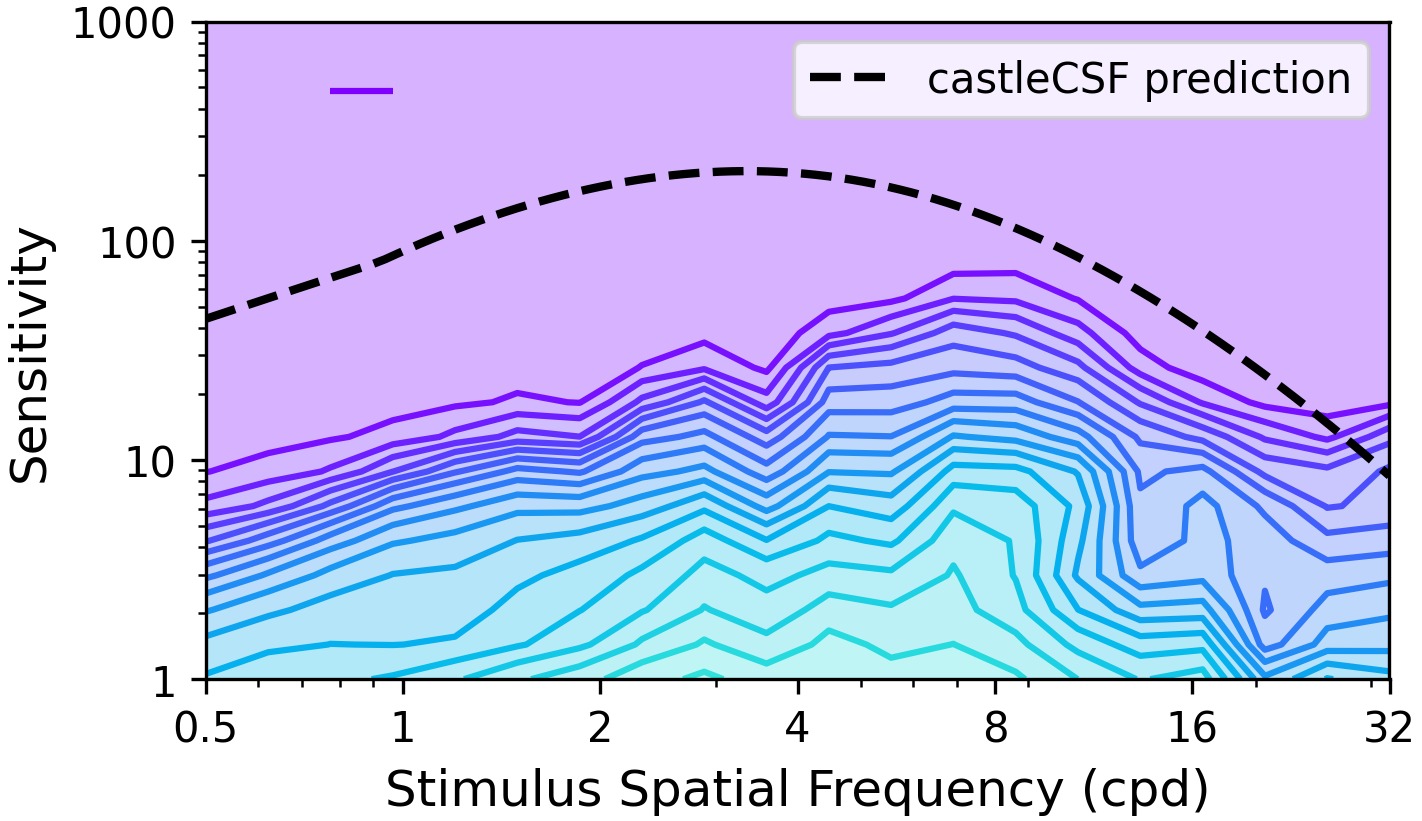 1000
castleCSF prediction
100
Sensitivity
10
1
0.5 1 2 4 8 16 32
Stimulus Spatial Frequency (cpd)